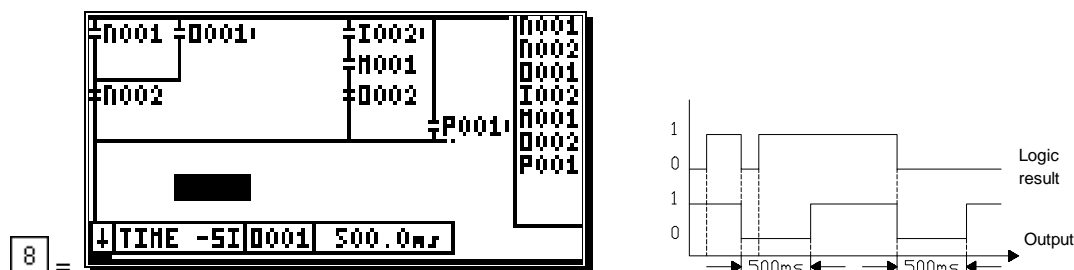 N001 O001 I002 N001
M001 N002
N002 O002 O001
P001 I002
M001
O002
P001
TIME -SI O001 500.0ms
8 =
1
0
Logic
result
1
0
Output
500ms 500ms